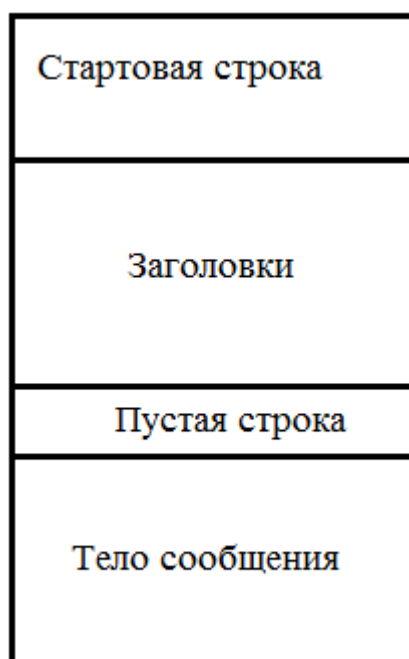 Стартовая строка
Заголовки
Пустая строка
Тело сообщения